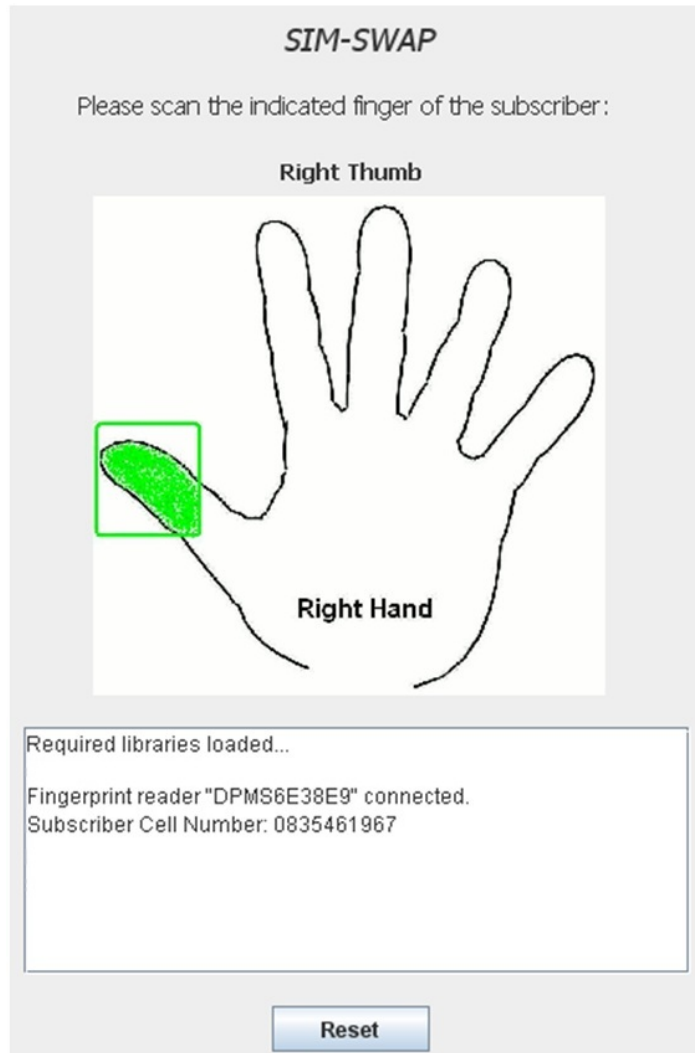 SIM-SWAP
Please scan the indicated finger of the subscriber:
Right Thumb
Right Hand
Required libraries loaded...
Fingerprint reader "DPMS6E38E9" connected.
Subscriber Cell Number: 0835461967
Reset